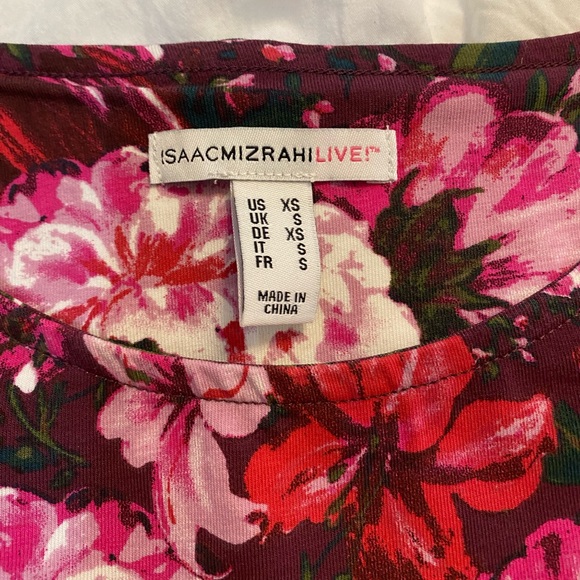 ISAACMIZRAHILIVE!™
US XS
UK S
DE XS
IT S
FR S
MADE IN
CHINA